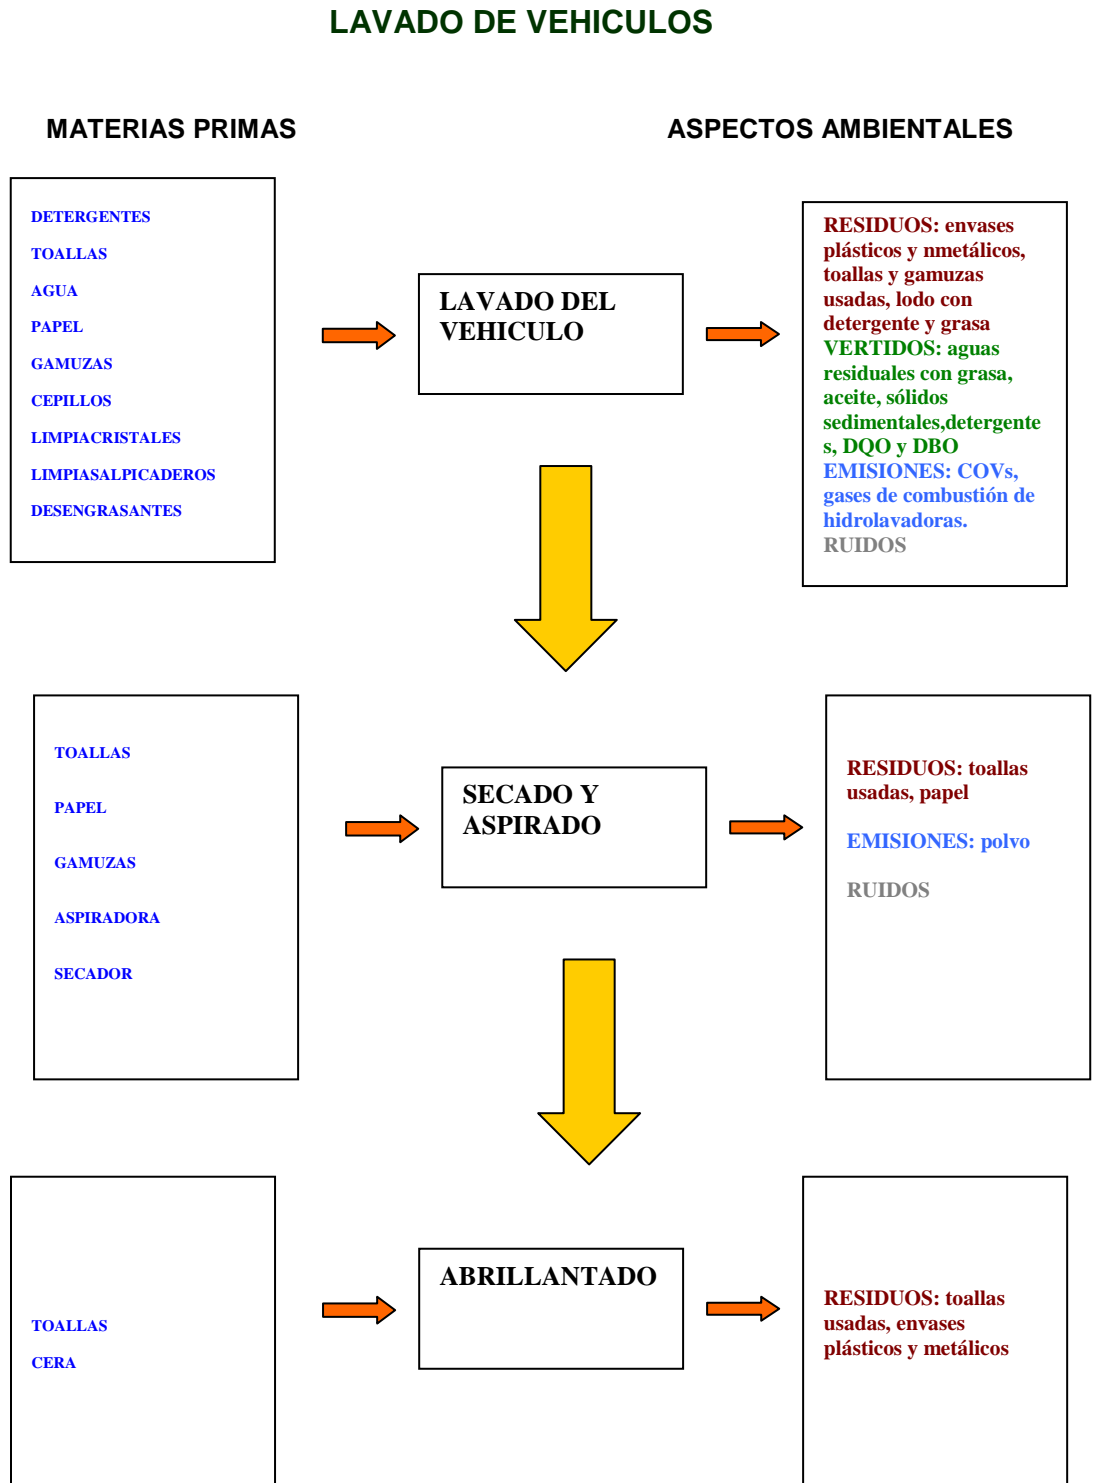 LAVADO DE VEHICULOS
MATERIAS PRIMAS
ASPECTOS AMBIENTALES
DETERGENTES
TOALLAS
AGUA
PAPEL
GAMUZAS
CEPILLOS
LIMPIACRISTALES
LIMPIASALPICADEROS
DESENGRASANTES
LAVADO DEL
VEHICULO
RESIDUOS: envases
plásticos y nmetálicos,
toallas y gamuzas
usadas, lodo con
detergente y grasa
VERTIDOS: aguas
residuales con grasa,
aceite, sólidos
sedimentales,detergente
s, DQO y DBO
EMISIONES: COVs,
gases de combustión de
hidrolavadoras.
RUIDOS
TOALLAS
PAPEL
GAMUZAS
ASPIRADORA
SECADOR
SECADO Y
ASPIRADO
RESIDUOS: toallas
usadas, papel
EMISIONES: polvo
RUIDOS
TOALLAS
CERA
ABRILLANTADO
RESIDUOS: toallas
usadas, envases
plásticos y metálicos